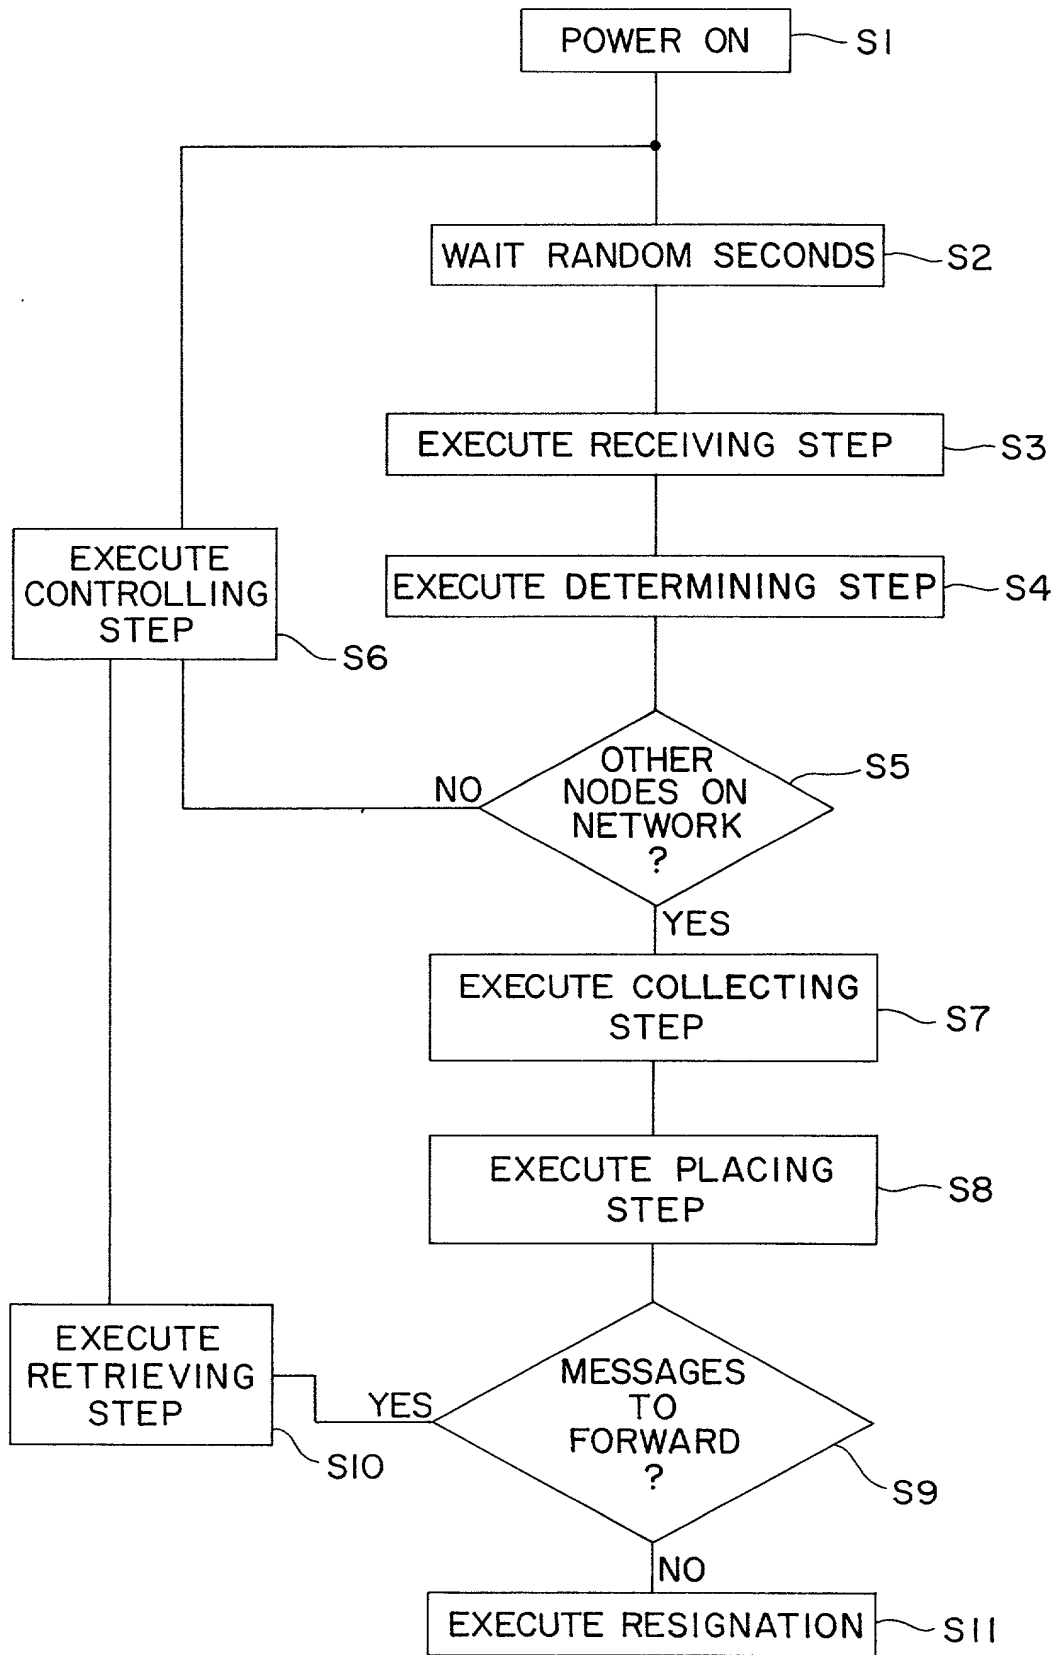 POWER ON
S1
WAIT RANDOM SECONDS
S2
EXECUTE RECEIVING STEP
S3
EXECUTE DETERMINING STEP
S4
EXECUTE
CONTROLLING
STEP
S6
OTHER
NODES ON
NETWORK
?
S5
NO
YES
EXECUTE COLLECTING
STEP
S7
EXECUTE PLACING
STEP
S8
EXECUTE
RETRIEVING
STEP
S10
YES
MESSAGES
TO
FORWARD
?
S9
NO
EXECUTE RESIGNATION
S11